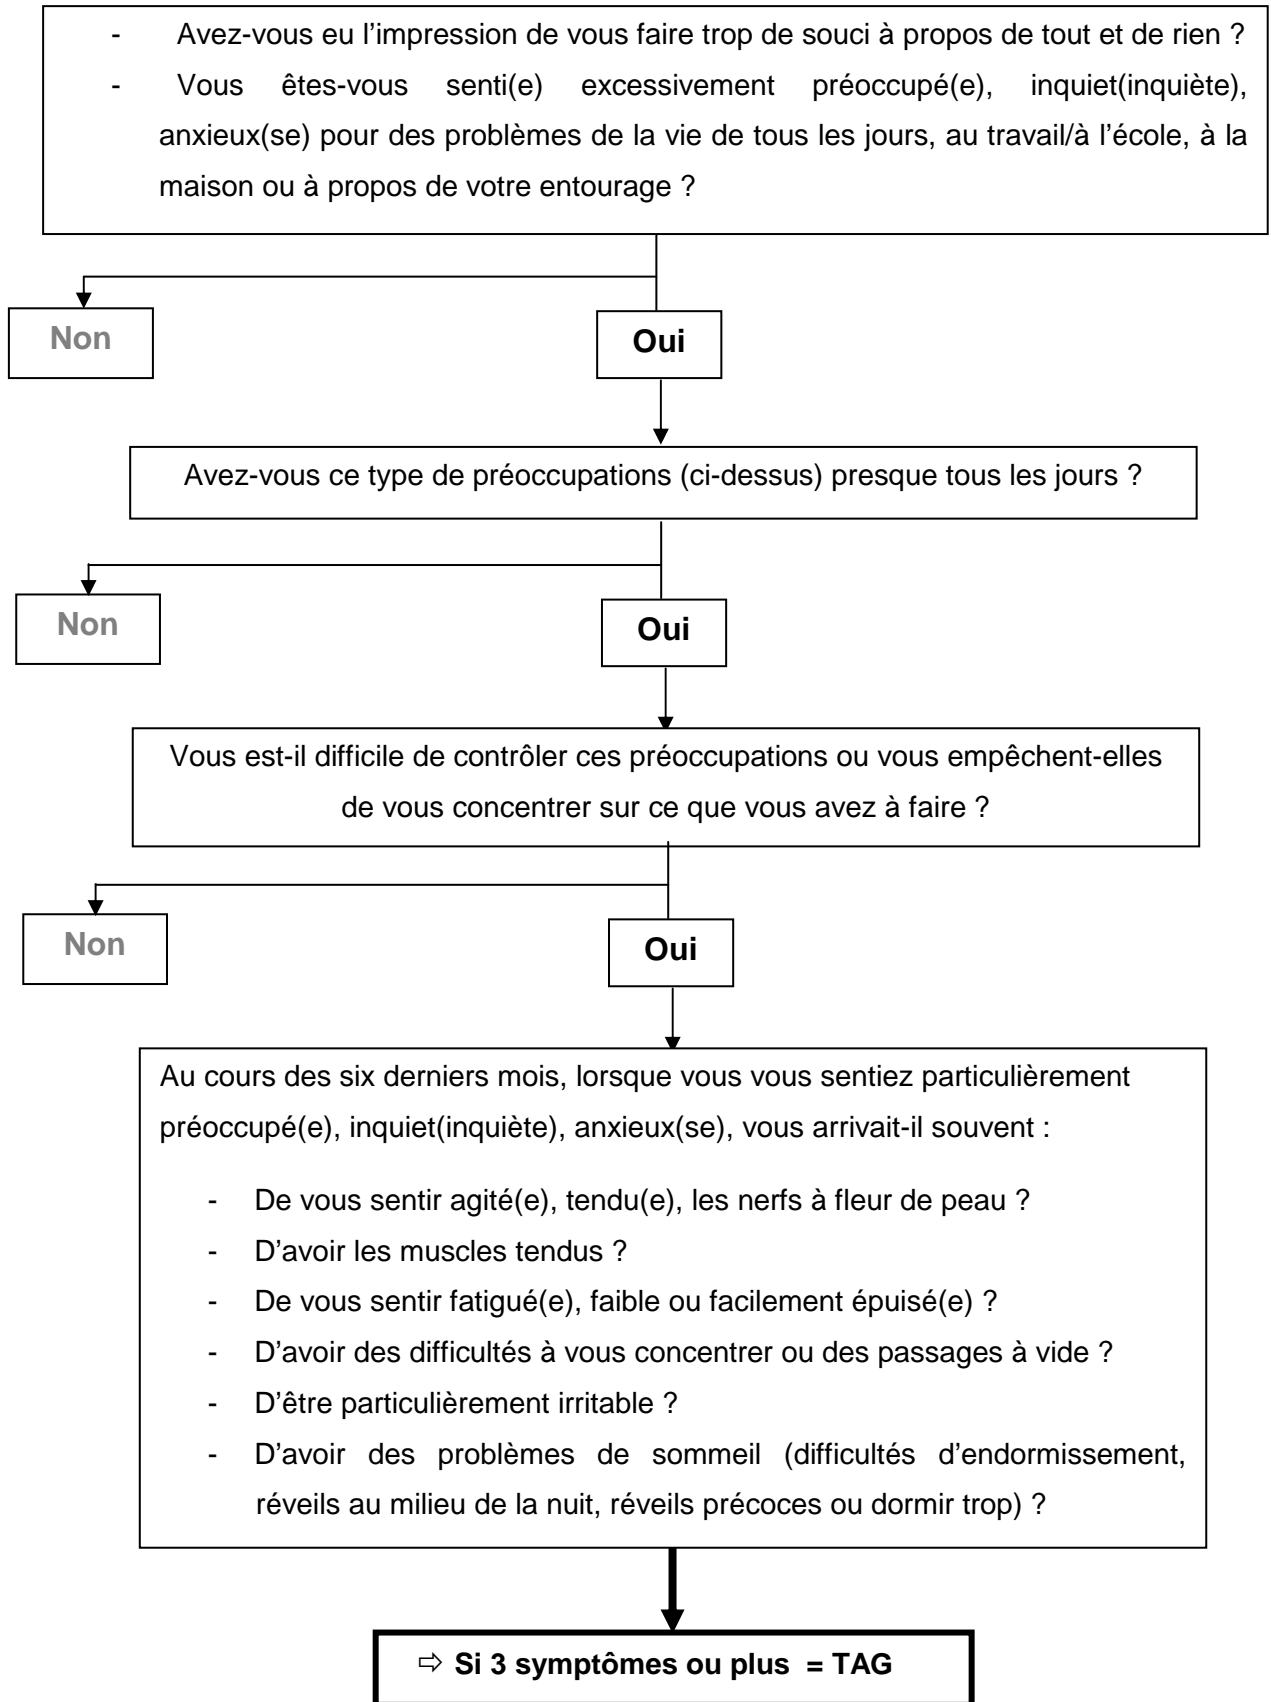 - Avez-vous eu l’impression de vous faire trop de souci à propos de tout et de rien ?
- Vous êtes-vous senti(e) excessivement préoccupé(e), inquiet(inquiète),
anxieux(se) pour des problèmes de la vie de tous les jours, au travail/à l’école, à la
maison ou à propos de votre entourage ?
Non
Oui
Avez-vous ce type de préoccupations (ci-dessus) presque tous les jours ?
Non
Oui
Vous est-il difficile de contrôler ces préoccupations ou vous empêchent-elles
de vous concentrer sur ce que vous avez à faire ?
Non
Oui
Au cours des six derniers mois, lorsque vous vous sentiez particulièrement
préoccupé(e), inquiet(inquiète), anxieux(se), vous arrivait-il souvent :
- De vous sentir agité(e), tendu(e), les nerfs à fleur de peau ?
- D’avoir les muscles tendus ?
- De vous sentir fatigué(e), faible ou facilement épuisé(e) ?
- D’avoir des difficultés à vous concentrer ou des passages à vide ?
- D’être particulièrement irritable ?
- D’avoir des problèmes de sommeil (difficultés d’endormissement,
réveils au milieu de la nuit, réveils précoces ou dormir trop) ?
⇨ Si 3 symptômes ou plus = TAG